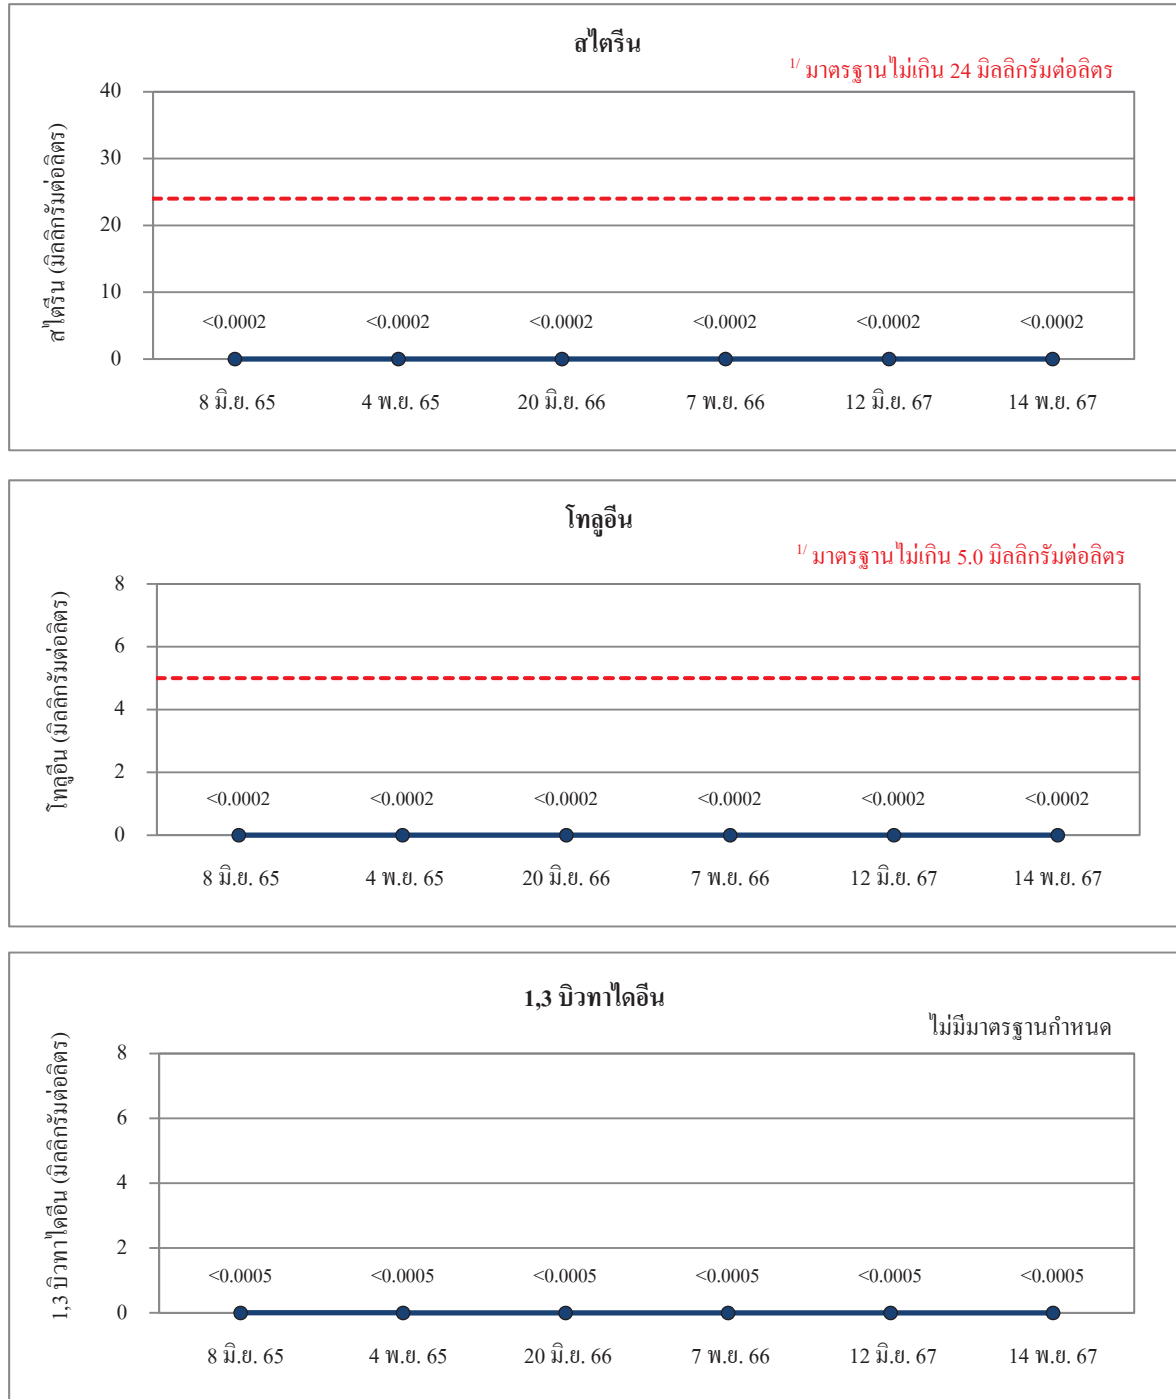 สไตรีน
1/ มาตรฐานไม่เกิน 24 มิลลิกรัมต่อลิตร
สไตรีน (มิลลิกรัมต่อลิตร)
40
30
20
10
0
<0.0002 <0.0002 <0.0002 <0.0002 <0.0002 <0.0002
8 มิ.ย. 65 4 พ.ย. 65 20 มิ.ย. 66 7 พ.ย. 66 12 มิ.ย. 67 14 พ.ย. 67
โทลูอีน
1/ มาตรฐานไม่เกิน 5.0 มิลลิกรัมต่อลิตร
โทลูอีน (มิลลิกรัมต่อลิตร)
8
6
4
2
0
<0.0002 <0.0002 <0.0002 <0.0002 <0.0002 <0.0002
8 มิ.ย. 65 4 พ.ย. 65 20 มิ.ย. 66 7 พ.ย. 66 12 มิ.ย. 67 14 พ.ย. 67
1,3 บิวทาไดอีน
ไม่มีมาตรฐานกำหนด
1,3 บิวทาไดอีน (มิลลิกรัมต่อลิตร)
8
6
4
2
0
<0.0005 <0.0005 <0.0005 <0.0005 <0.0005 <0.0005
8 มิ.ย. 65 4 พ.ย. 65 20 มิ.ย. 66 7 พ.ย. 66 12 มิ.ย. 67 14 พ.ย. 67